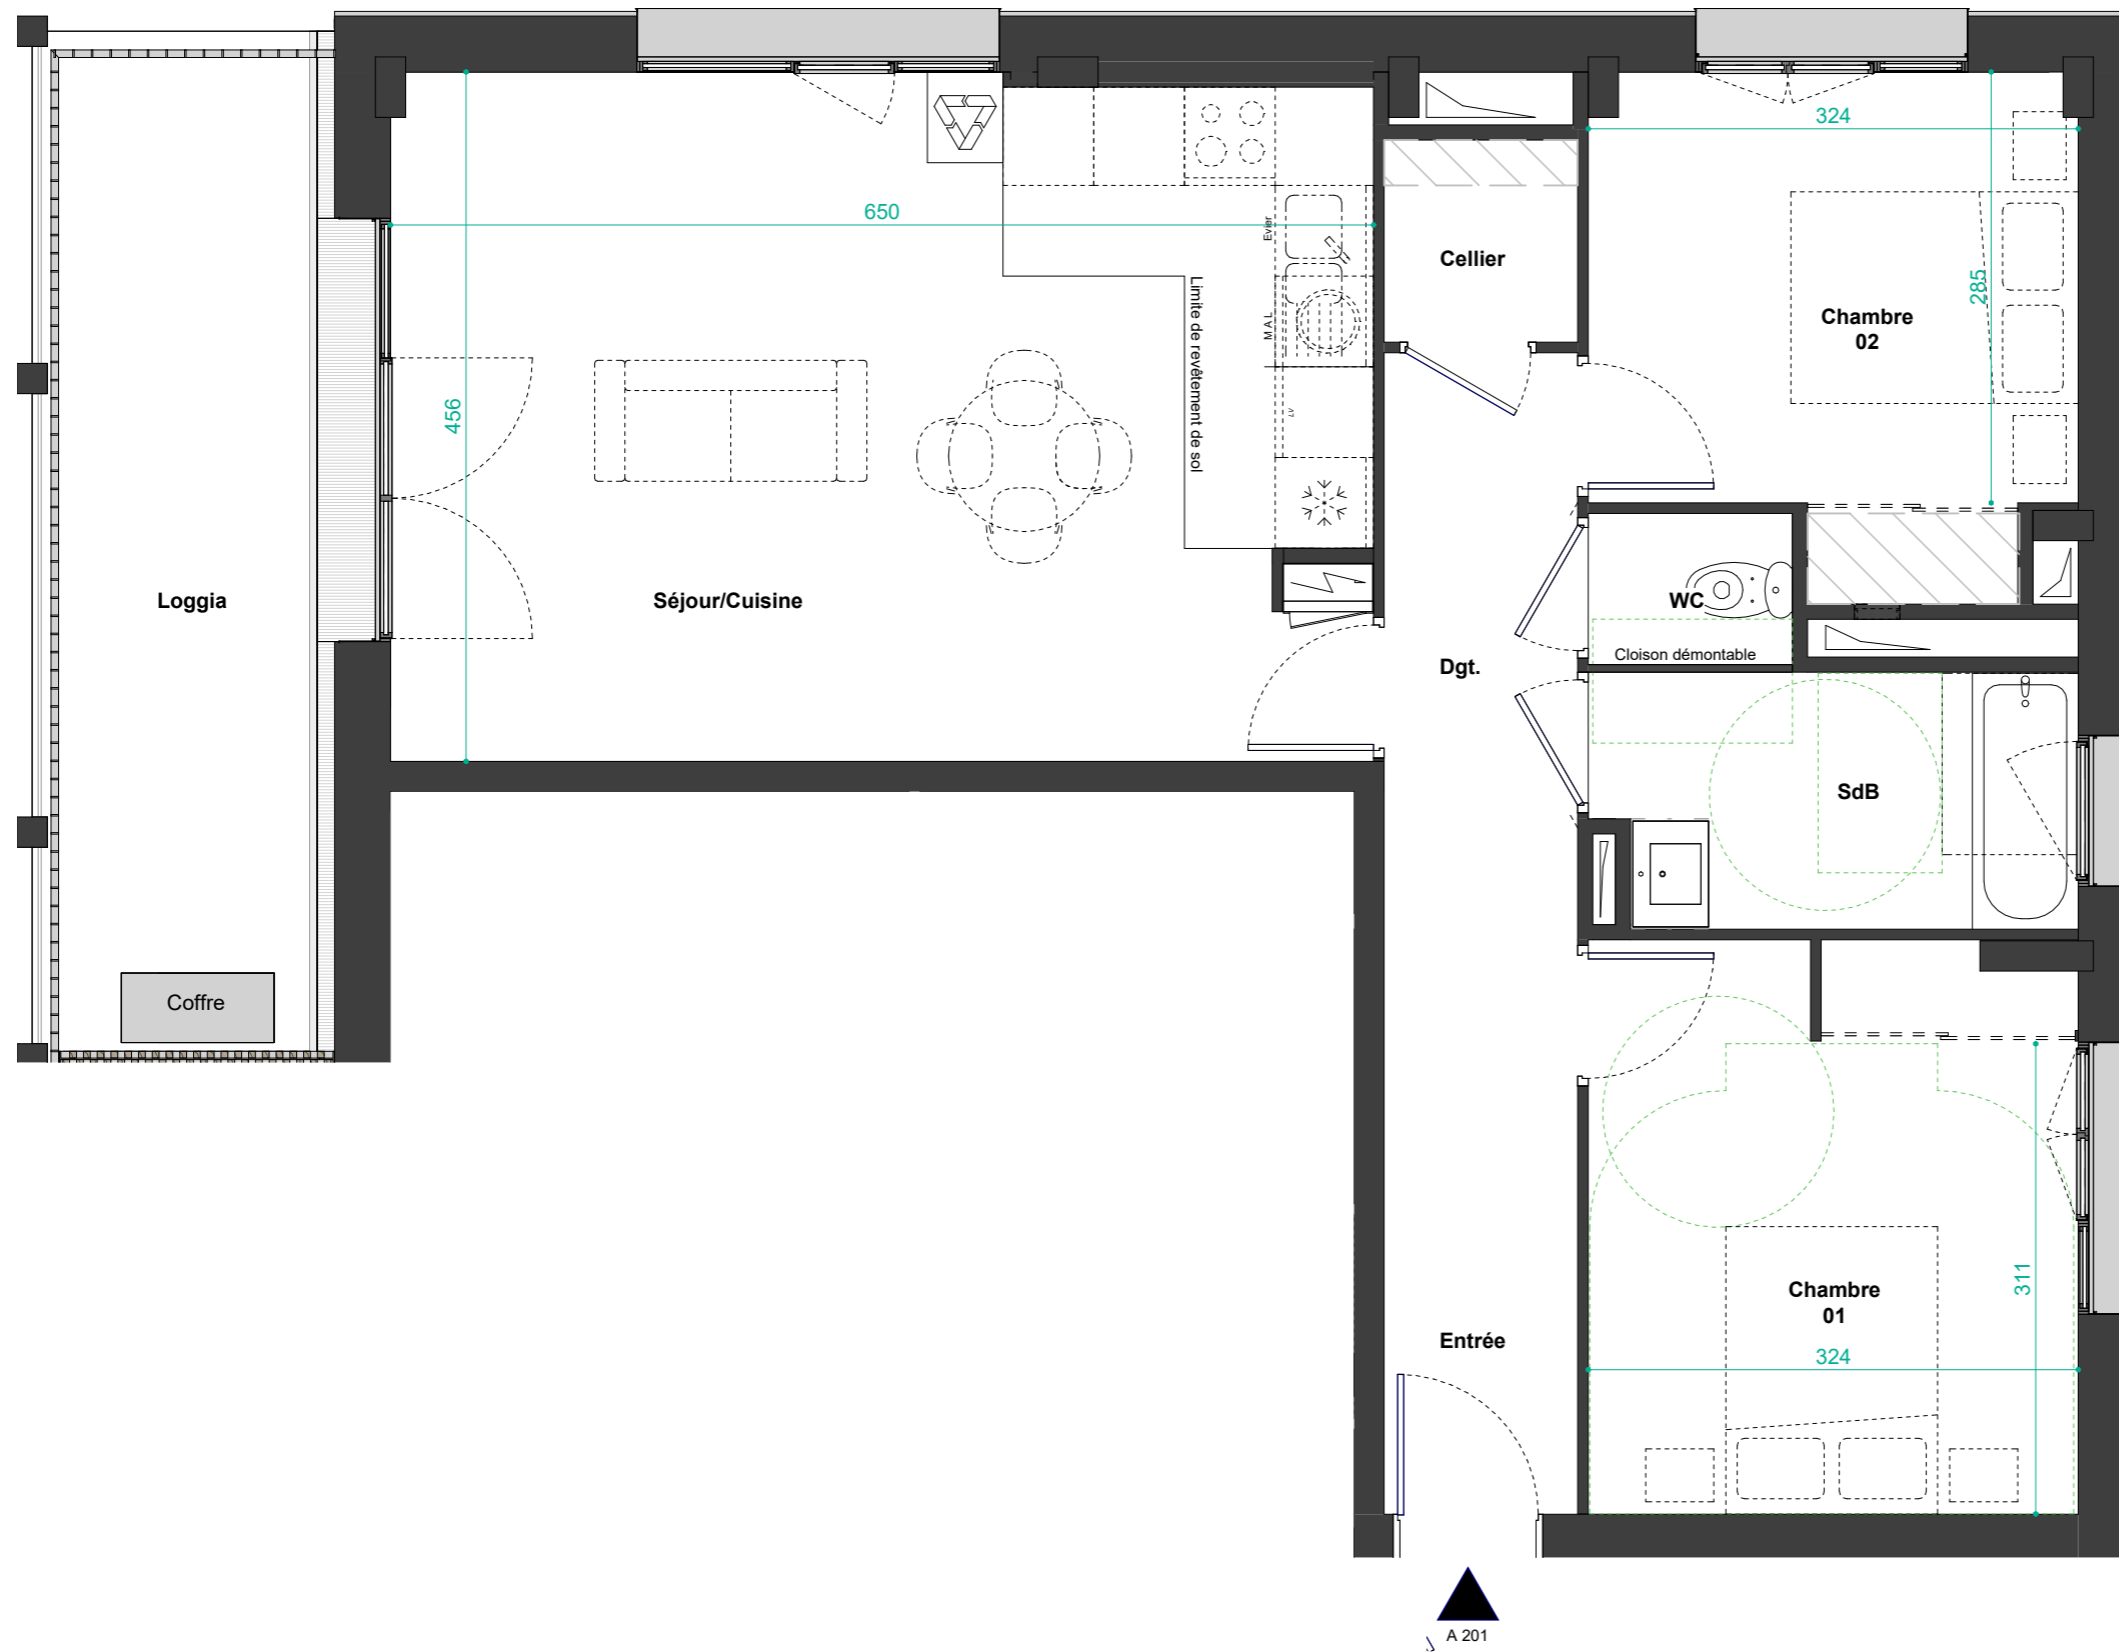 324
650
Evier
Cellier
285
Chambre
02
Limite de revêtement de sol
M A L
456
LV
Loggia
Séjour/Cuisine
WC
Cloison démontable
Dgt.
SdB
Coffre
311
Chambre
01
Entrée
324
A 201